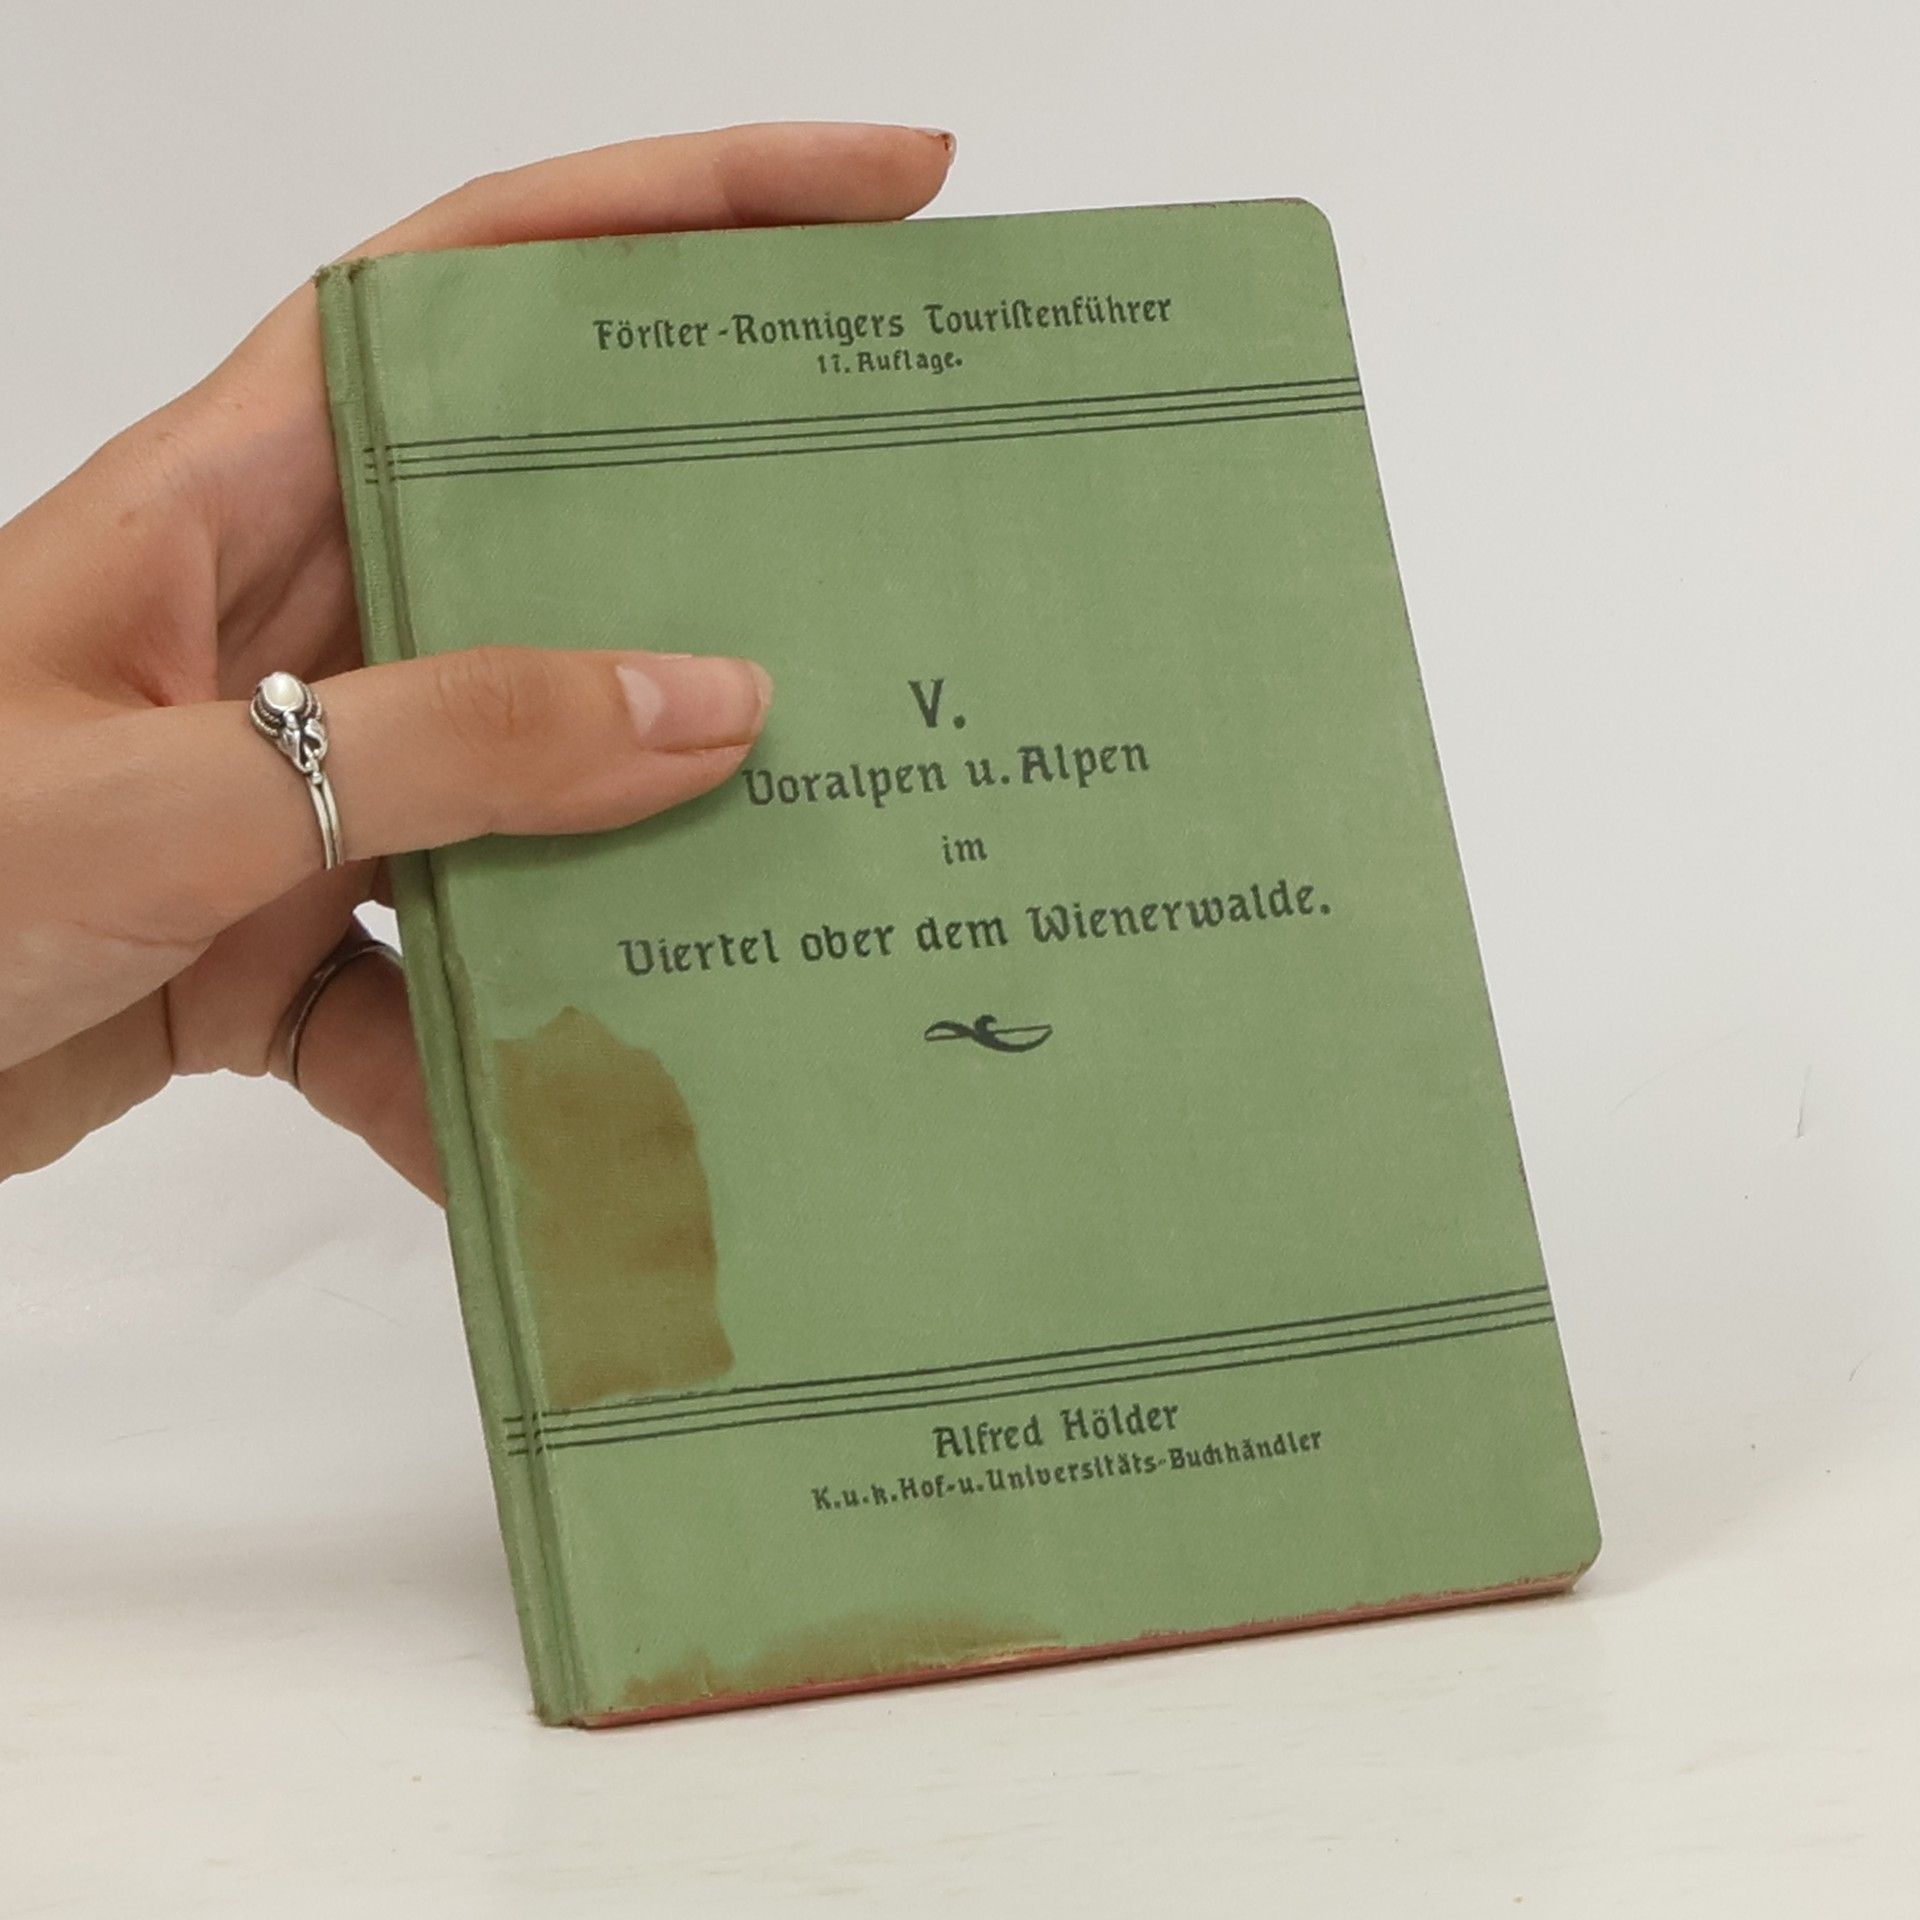 Förſter-Ronnigers Touriſtenführer
17. Auflage.
V.
Voralpen u. Alpen
im
Viertel ober dem Wienerwalde.
Alfred Hölder
K. u. k. Hof- u. Universitäts-Buchhändler